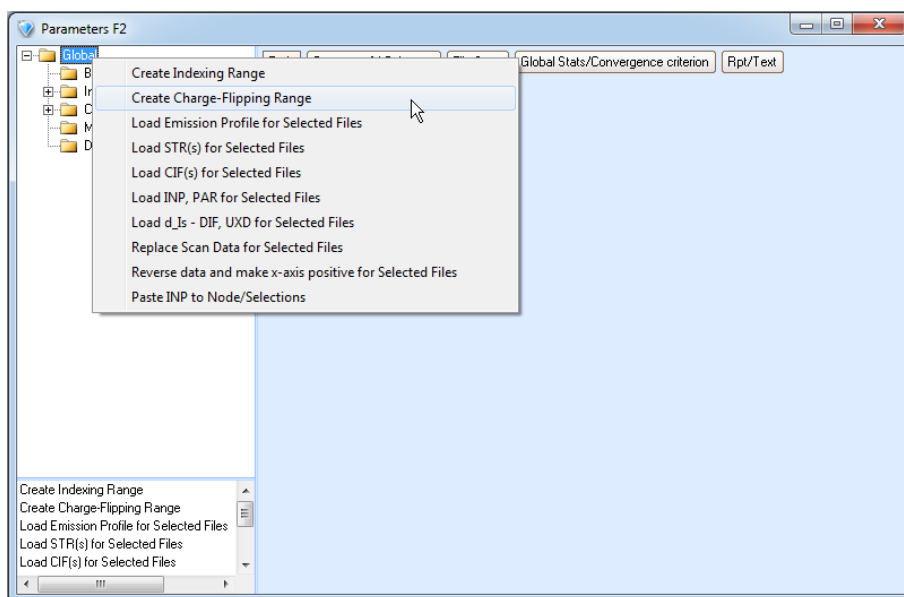 Parameters F2
Global
Global Stats/Convergence criterion
Rpt/Text
Create Indexing Range
Create Charge-Flipping Range
Load Emission Profile for Selected Files
Load STR(s) for Selected Files
Load CIF(s) for Selected Files
Load INP, PAR for Selected Files
Load d_Is - DIF, UXD for Selected Files
Replace Scan Data for Selected Files
Reverse data and make x-axis positive for Selected Files
Paste INP to Node/Selections
Create Indexing Range
Create Charge-Flipping Range
Load Emission Profile for Selected Files
Load STR(s) for Selected Files
Load CIF(s) for Selected Files